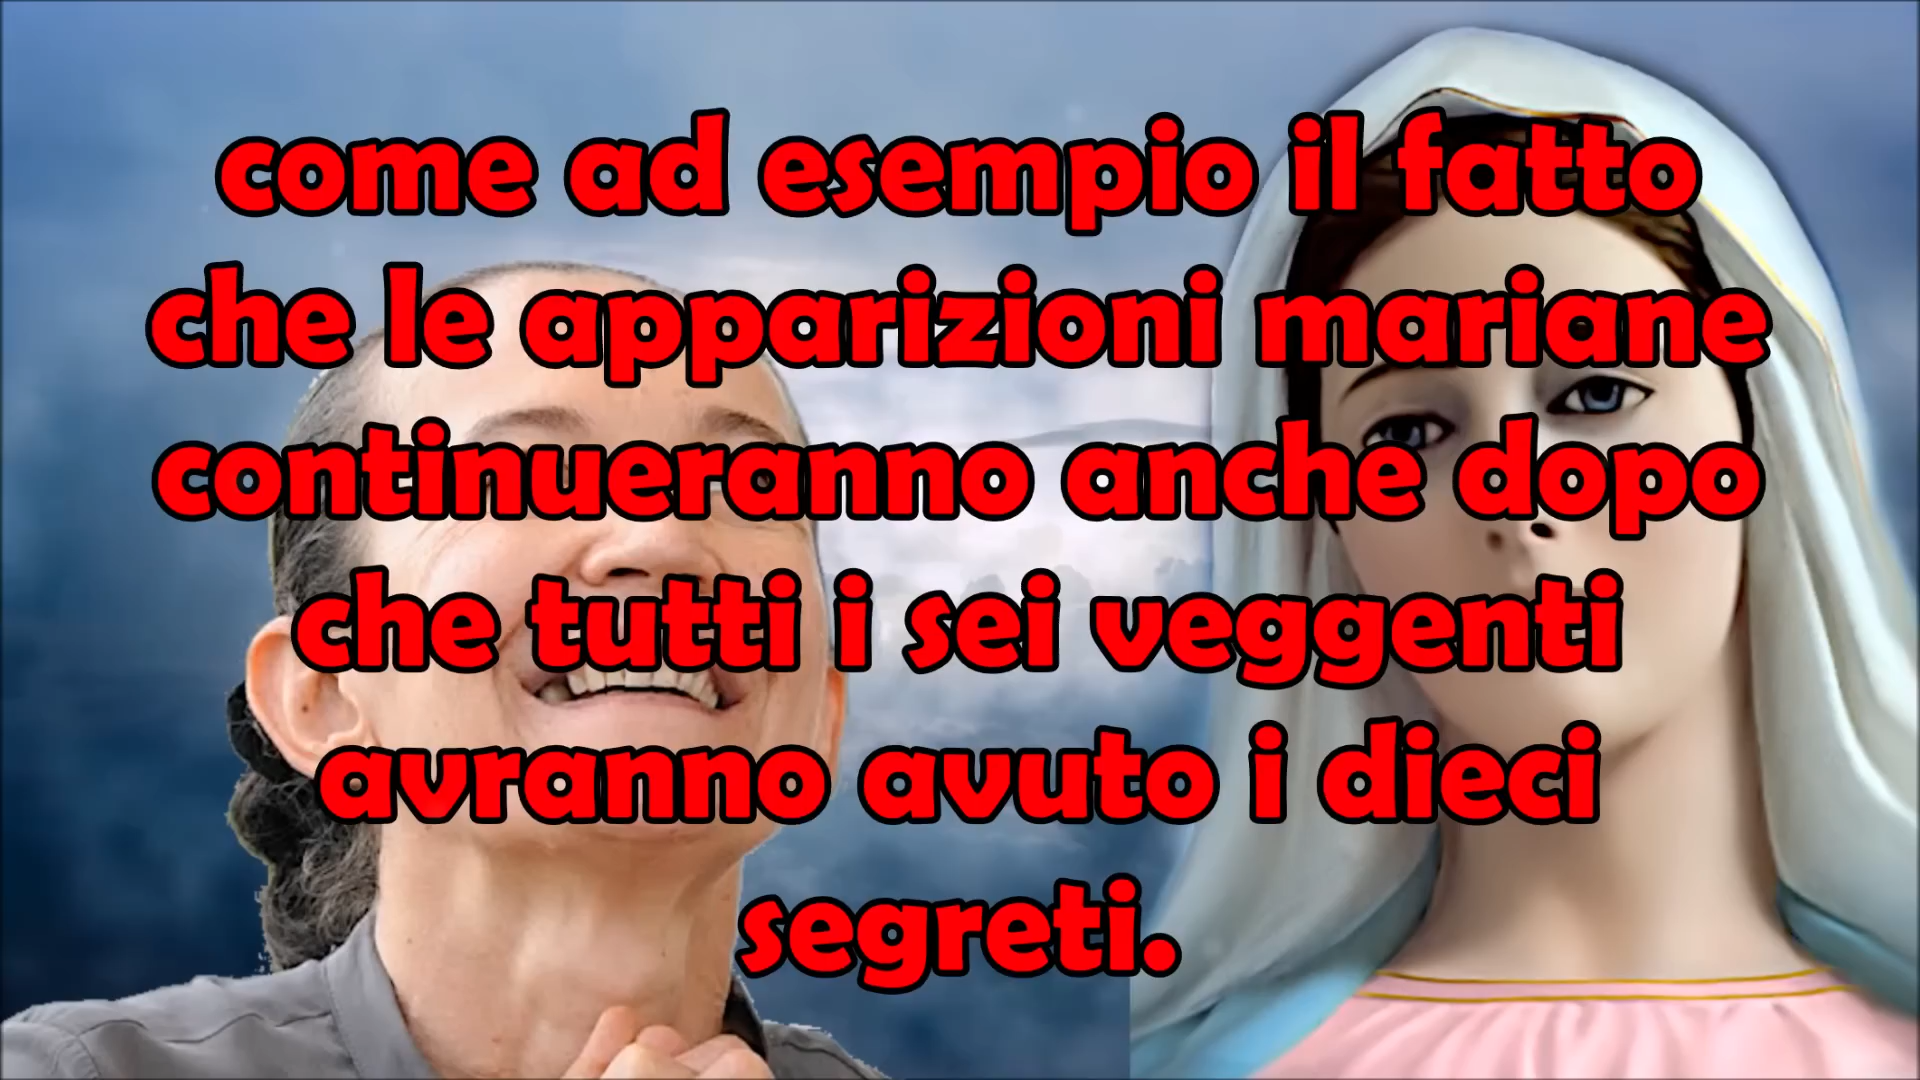 come ad esempio il fatto
che le apparizioni mariane
continueranno anche dopo
che tutti i sei veggenti
avranno avuto i dieci
segreti.